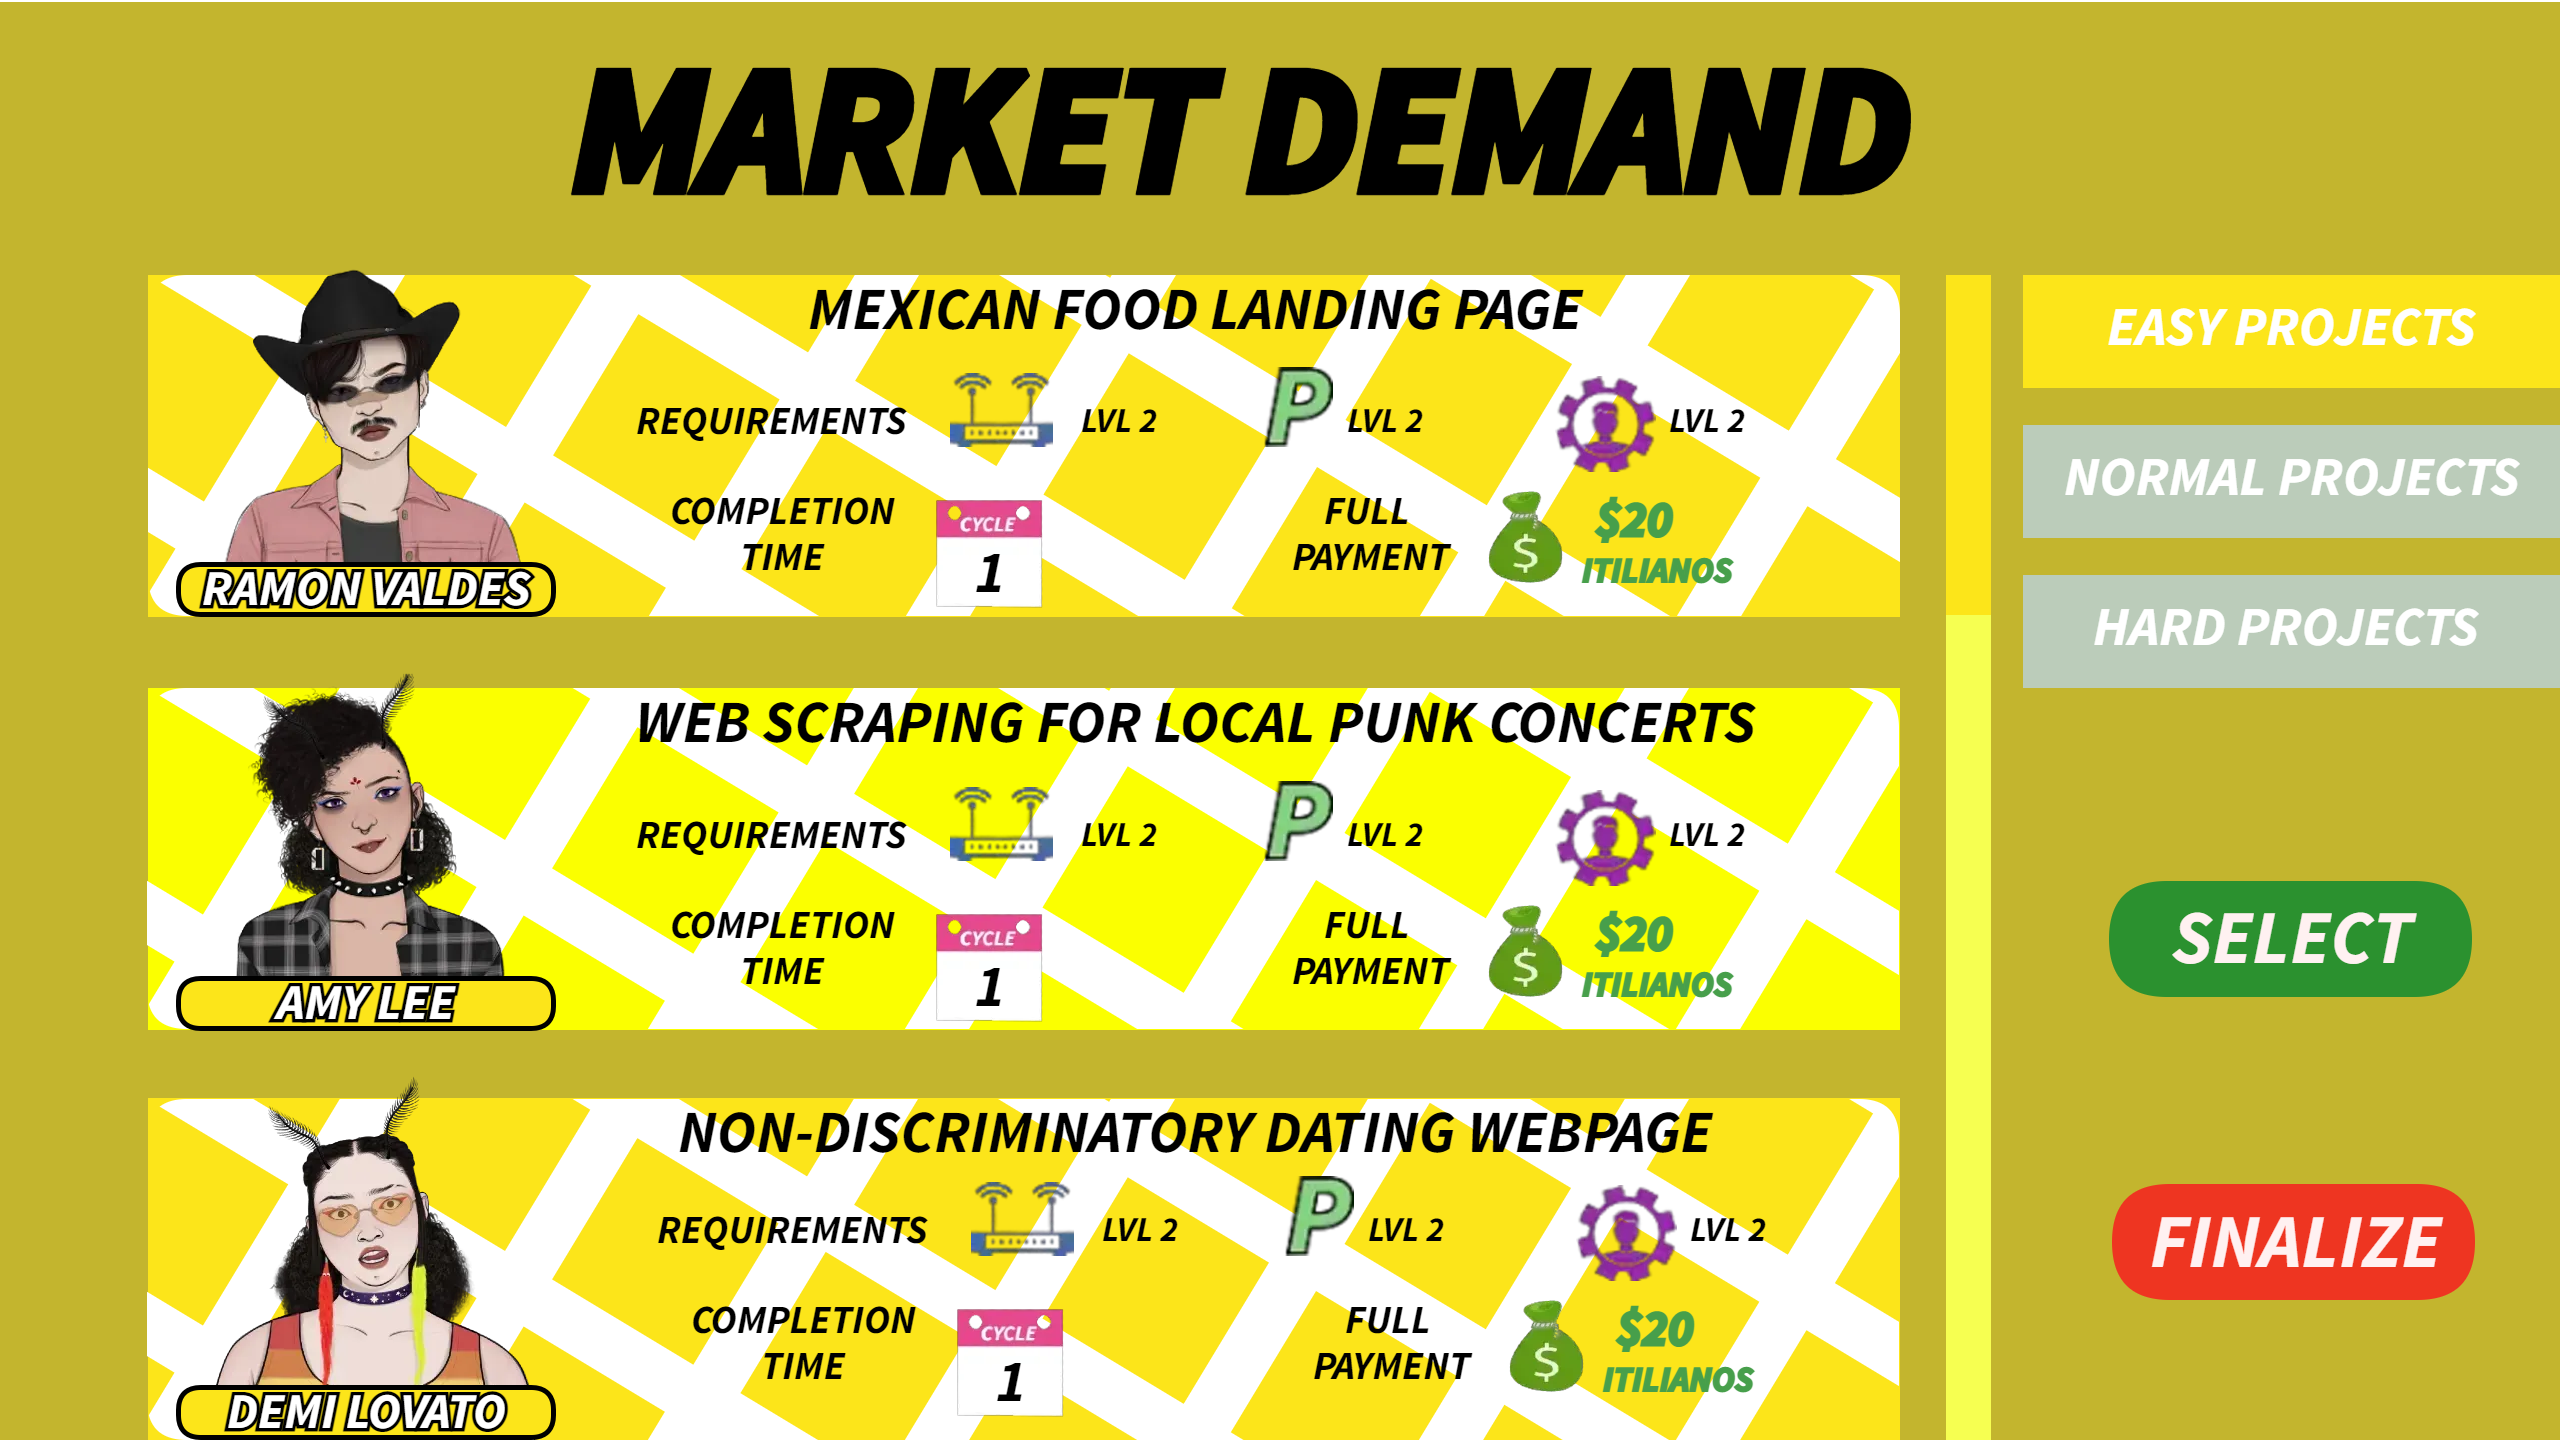 MARKET DEMAND
MEXICAN FOOD LANDING PAGE
REQUIREMENTS LVL 2 P LVL 2 LVL 2
COMPLETION
TIME
CYCLE
1
FULL
PAYMENT
$
$20
ITILIANOS
RAMON VALDES
WEB SCRAPING FOR LOCAL PUNK CONCERTS
REQUIREMENTS LVL 2 P LVL 2 LVL 2
COMPLETION
TIME
CYCLE
1
FULL
PAYMENT
$
$20
ITILIANOS
AMY LEE
NON-DISCRIMINATORY DATING WEBPAGE
REQUIREMENTS LVL 2 P LVL 2 LVL 2
COMPLETION
TIME
CYCLE
1
FULL
PAYMENT
$
$20
ITILIANOS
DEMI LOVATO
EASY PROJECTS
NORMAL PROJECTS
HARD PROJECTS
SELECT
FINALIZE